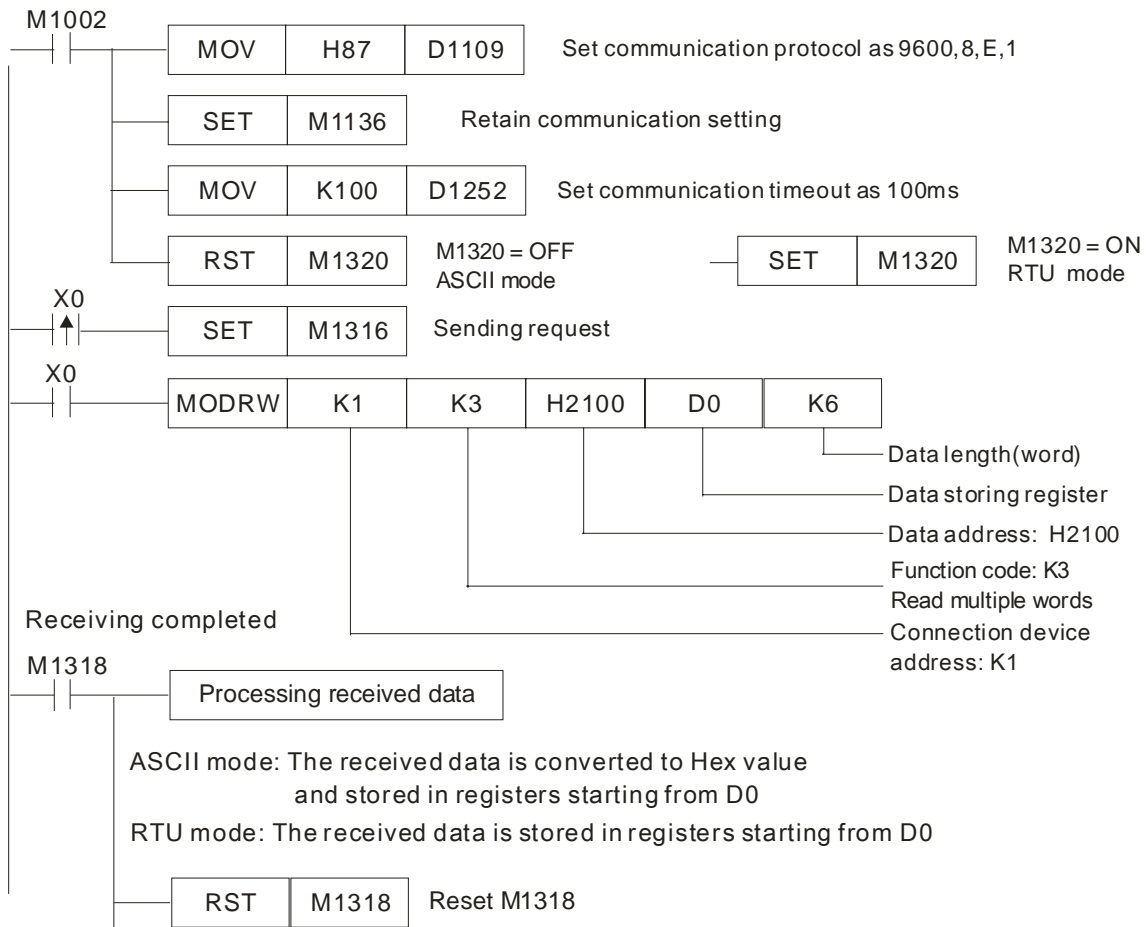 M1002
MOV H87 D1109 Set communication protocol as 9600,8,E,1
SET M1136 Retain communication setting
MOV K100 D1252 Set communication timeout as 100ms
RST M1320 M1320 = OFF
ASCII mode
SET M1320 M1320 = ON
RTU mode
X0
SET M1316 Sending request
X0
MODRW K1 K3 H2100 D0 K6
Data length(word)
Data storing register
Data address: H2100
Function code: K3
Read multiple words
Connection device
address: K1
Receiving completed
M1318
Processing received data
ASCII mode: The received data is converted to Hex value
and stored in registers starting from D0
RTU mode: The received data is stored in registers starting from D0
RST M1318 Reset M1318